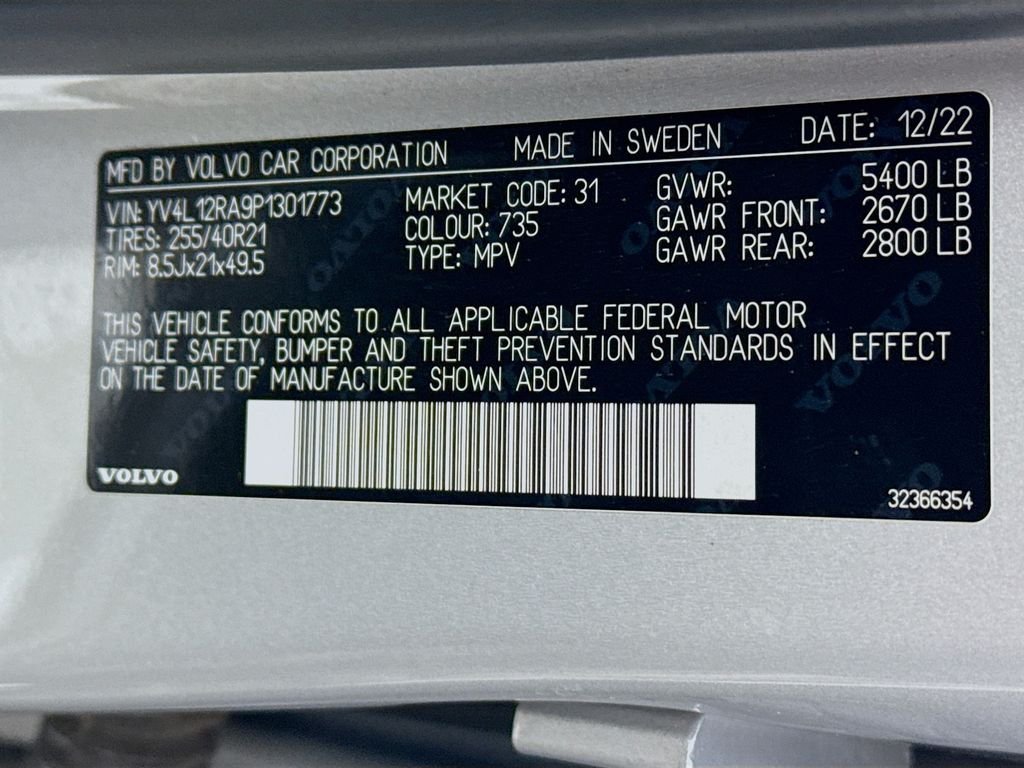 MFD BY VOLVO CAR CORPORATION MADE IN SWEDEN DATE: 12/22
VIN: YV4L12RA9P1301773 MARKET CODE: 31 GVWR: 5400 LB
TIRES: 255/40R21 COLOUR: 735 GAWR FRONT: 2670 LB
RIM: 8.5Jx21x49.5 TYPE: MPV GAWR REAR: 2800 LB
THIS VEHICLE CONFORMS TO ALL APPLICABLE FEDERAL MOTOR
VEHICLE SAFETY, BUMPER AND THEFT PREVENTION STANDARDS IN EFFECT
ON THE DATE OF MANUFACTURE SHOWN ABOVE.
VOLVO
32366354